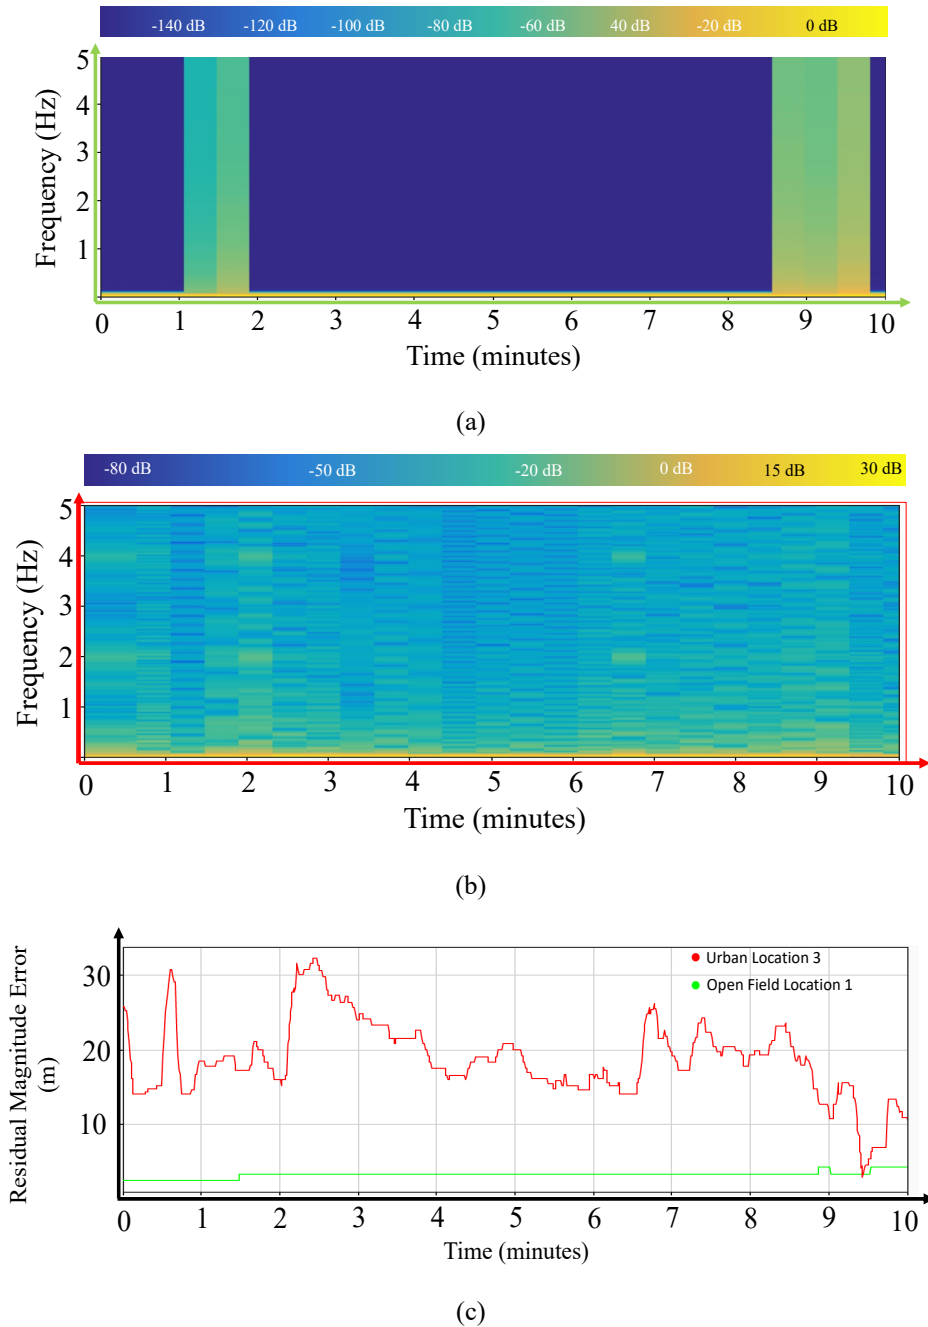 -140 dB -120 dB -100 dB -80 dB -60 dB 40 dB -20 dB 0 dB
5
4
3
2
1
Frequency (Hz)
0 1 2 3 4 5 6 7 8 9 10
Time (minutes)
(a)
-80 dB -50 dB -20 dB 0 dB 15 dB 30 dB
5
4
3
2
1
Frequency (Hz)
0 1 2 3 4 5 6 7 8 9 10
Time (minutes)
(b)
Residual Magnitude Error
(m)
30
20
10
Urban Location 3
Open Field Location 1
0 1 2 3 4 5 6 7 8 9 10
Time (minutes)
(c)